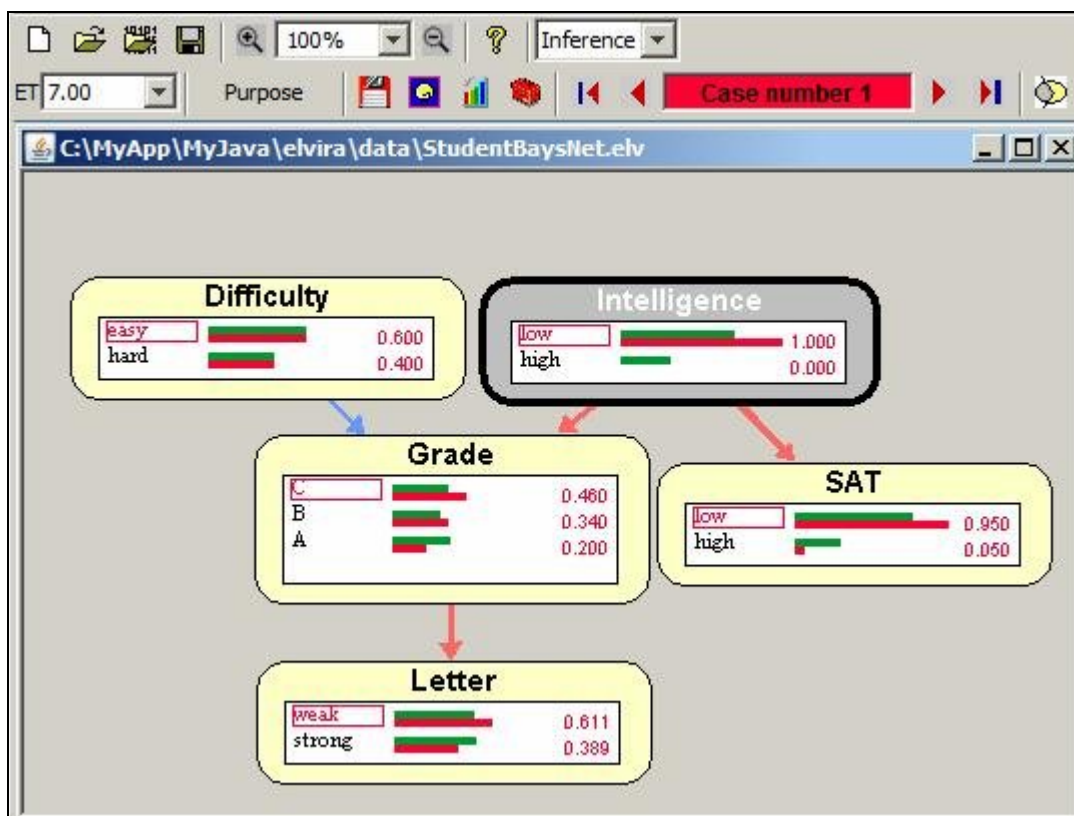 100% Inference
ET 7.00 Purpose Case number 1
C:\MyApp\MyJava\elvira\data\StudentBaysNet.elv
Difficulty
easy 0.600
hard 0.400
Intelligence
low 1.000
high 0.000
Grade
C 0.460
B 0.340
A 0.200
SAT
low 0.950
high 0.050
Letter
weak 0.611
strong 0.389